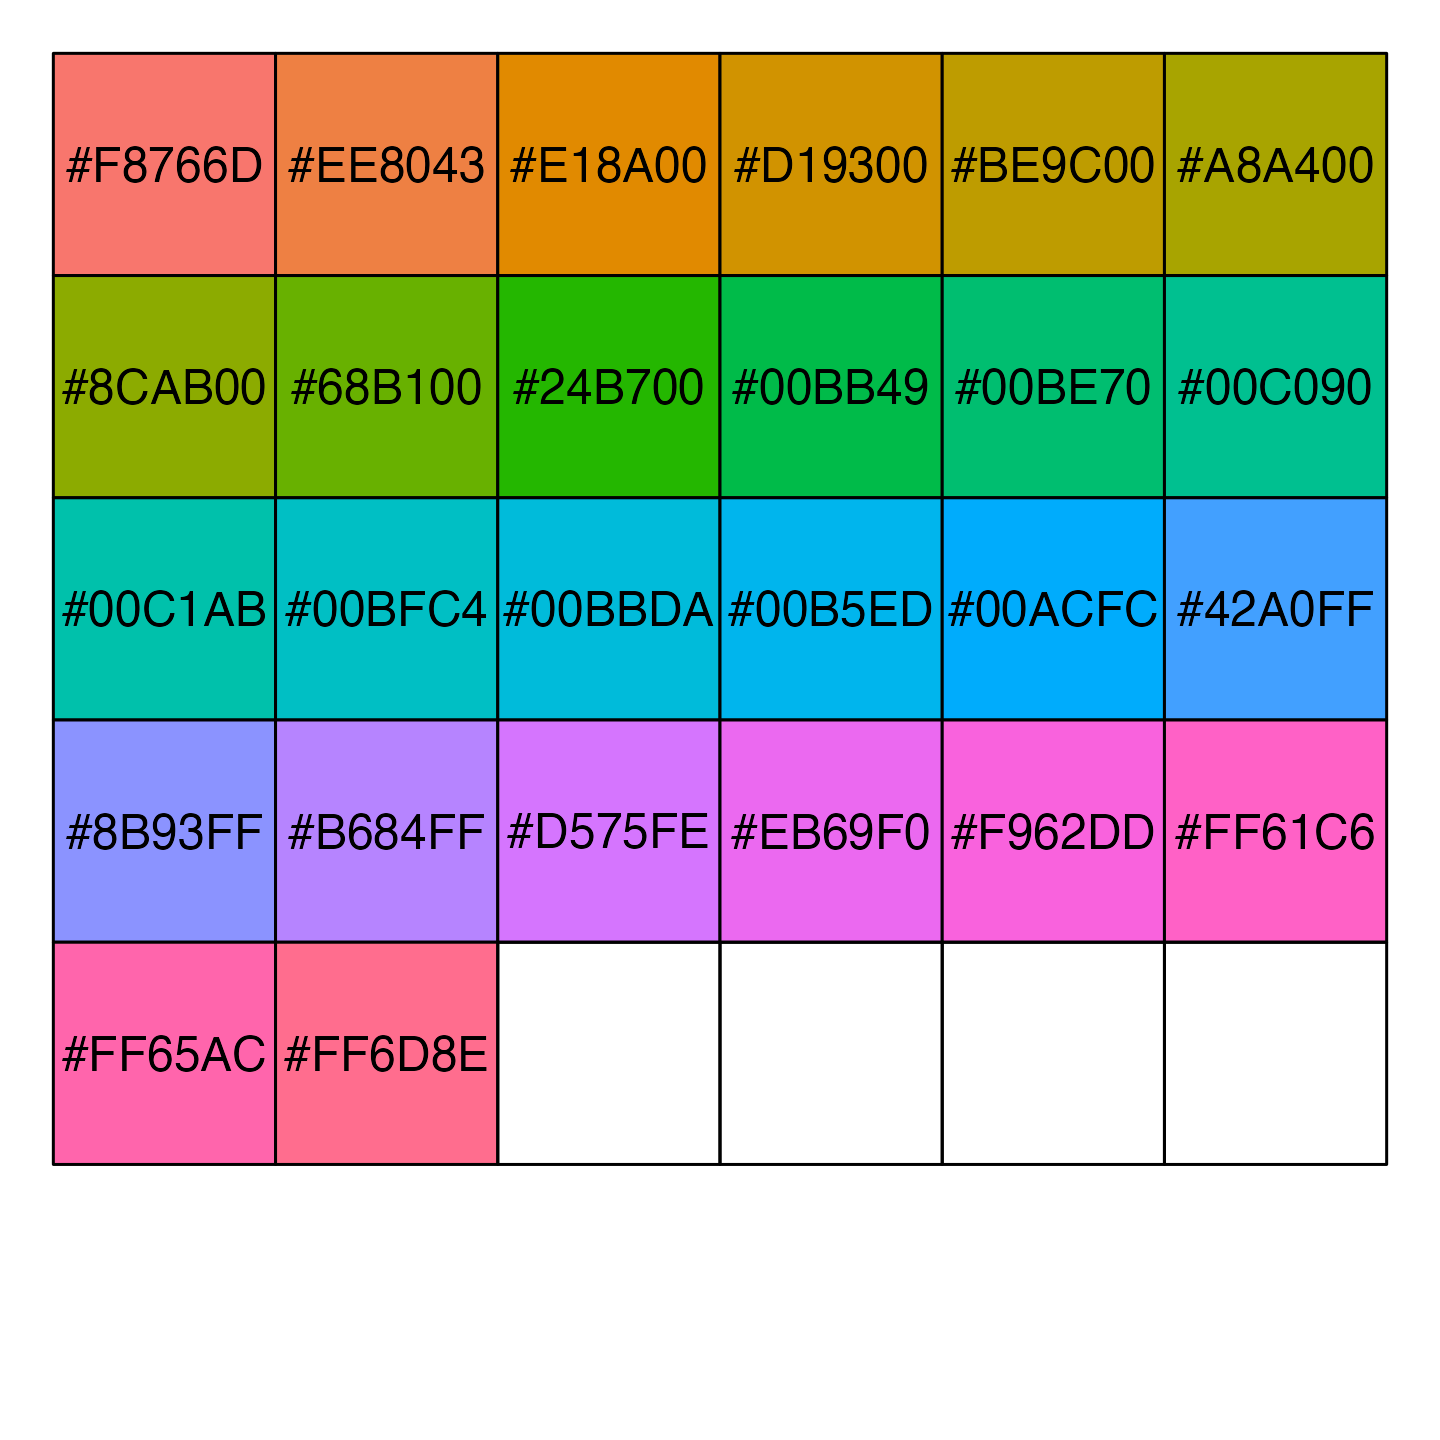 #F8766D #EE8043 #E18A00 #D19300 #BE9C00 #A8A400
#8CAB00 #68B100 #24B700 #00BB49 #00BE70 #00C090
#00C1AB #00BFC4 #00BBDA #00B5ED #00ACFC #42A0FF
#8B93FF #B684FF #D575FE #EB69F0 #F962DD #FF61C6
#FF65AC #FF6D8E